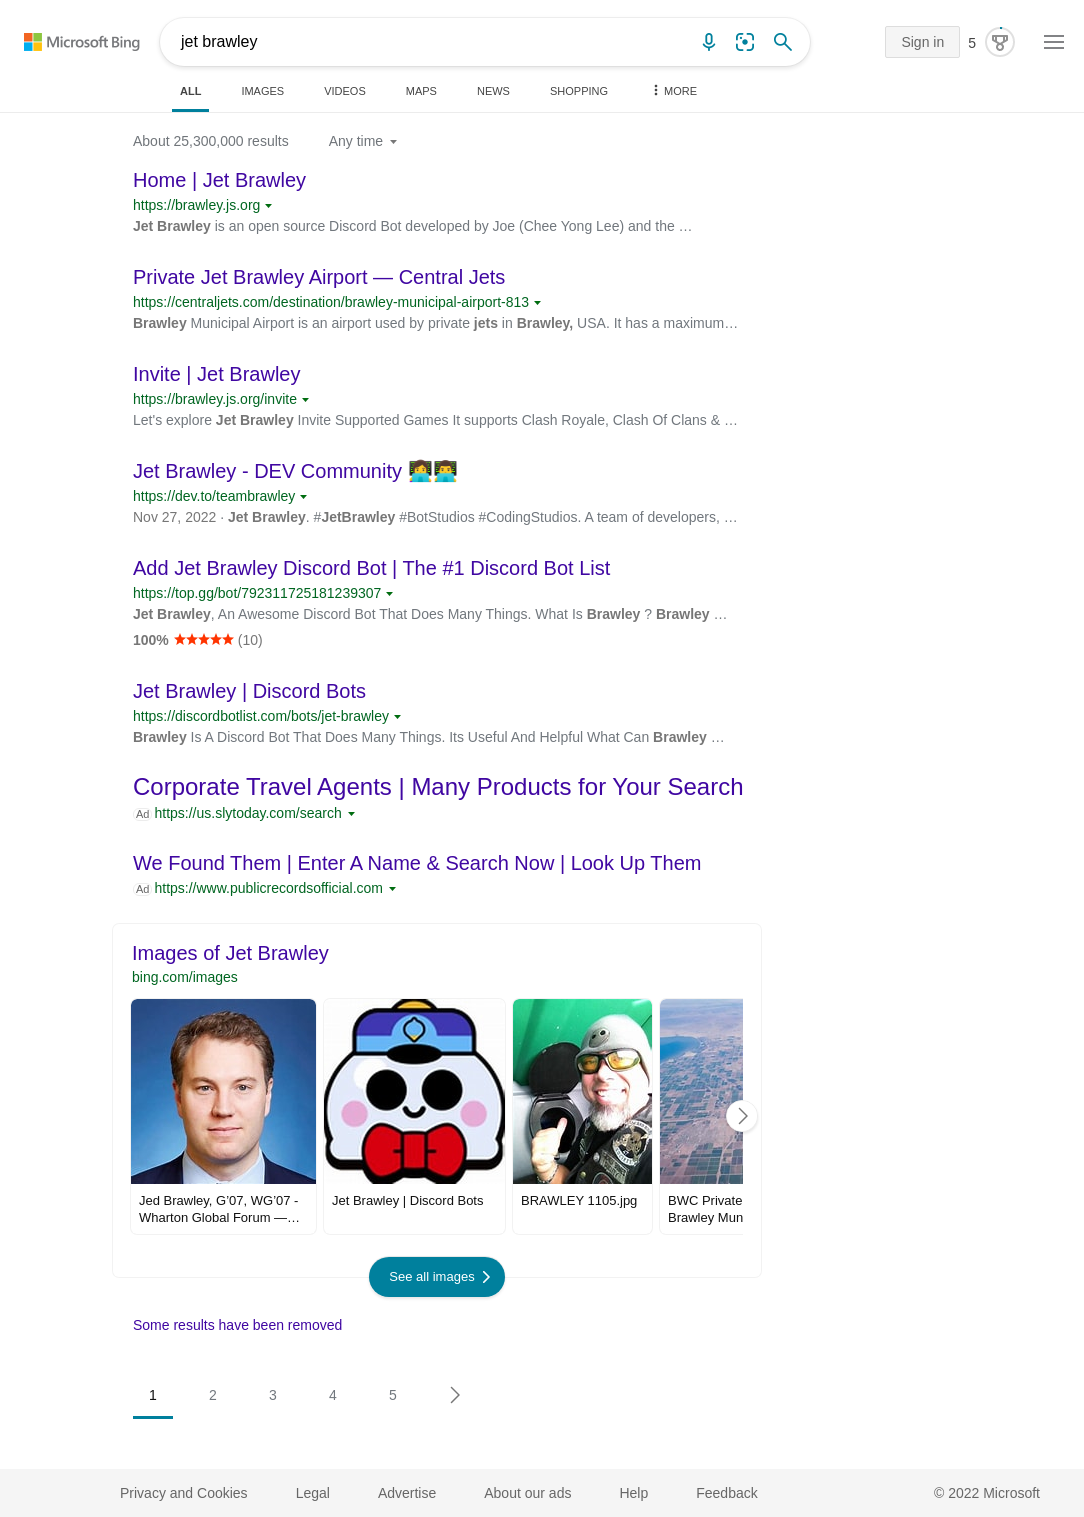 Microsoft Bing
jet brawley
Sign in
5
ALL
IMAGES
VIDEOS
MAPS
NEWS
SHOPPING
MORE
About 25,300,000 results
Any time
Home | Jet Brawley
https://brawley.js.org
Jet Brawley is an open source Discord Bot developed by Joe (Chee Yong Lee) and the …
Private Jet Brawley Airport — Central Jets
https://centraljets.com/destination/brawley-municipal-airport-813
Brawley Municipal Airport is an airport used by private jets in Brawley, USA. It has a maximum…
Invite | Jet Brawley
https://brawley.js.org/invite
Let's explore Jet Brawley Invite Supported Games It supports Clash Royale, Clash Of Clans & …
Jet Brawley - DEV Community 👩‍💻👨‍💻
https://dev.to/teambrawley
Nov 27, 2022 · Jet Brawley. #JetBrawley #BotStudios #CodingStudios. A team of developers, …
Add Jet Brawley Discord Bot | The #1 Discord Bot List
https://top.gg/bot/792311725181239307
Jet Brawley, An Awesome Discord Bot That Does Many Things. What Is Brawley ? Brawley …
100% ★★★★★ (10)
Jet Brawley | Discord Bots
https://discordbotlist.com/bots/jet-brawley
Brawley Is A Discord Bot That Does Many Things. Its Useful And Helpful What Can Brawley …
Corporate Travel Agents | Many Products for Your Search
Ad https://us.slytoday.com/search
We Found Them | Enter A Name & Search Now | Look Up Them
Ad https://www.publicrecordsofficial.com
Images of Jet Brawley
bing.com/images
Jed Brawley, G'07, WG'07 -
Wharton Global Forum —…
Jet Brawley | Discord Bots
BRAWLEY 1105.jpg
BWC Private
Brawley Mun
See all images
Some results have been removed
1
2
3
4
5
Privacy and Cookies
Legal
Advertise
About our ads
Help
Feedback
© 2022 Microsoft